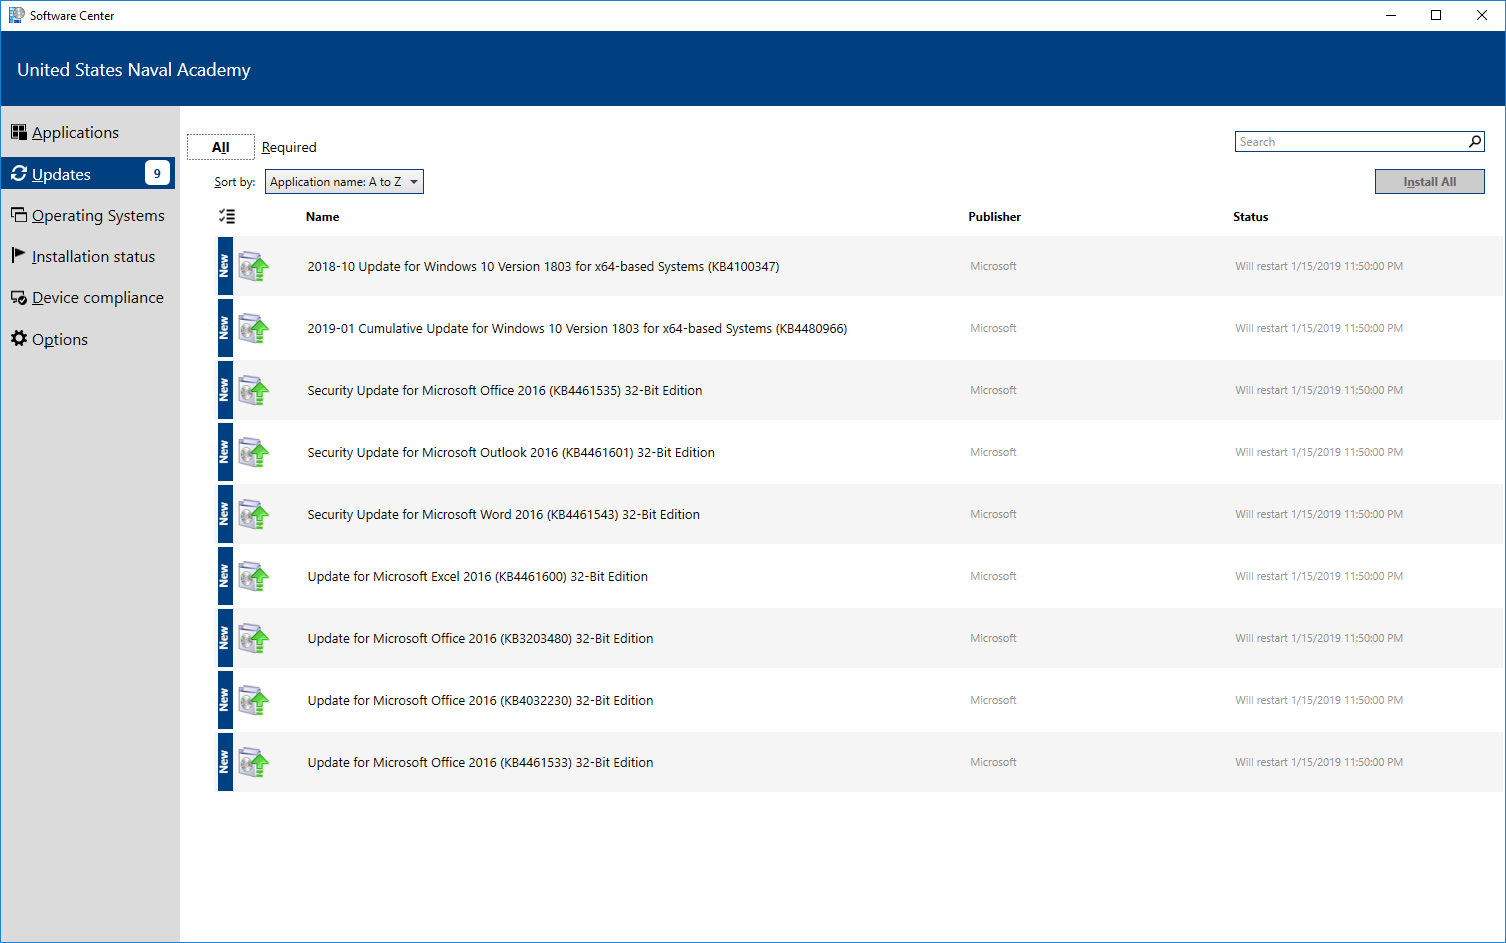 Software Center
United States Naval Academy
Applications
Updates 9
Operating Systems
Installation status
Device compliance
Options
All Required
Search
Sort by: Application name: A to Z
Install All
Name Publisher Status
New 2018-10 Update for Windows 10 Version 1803 for x64-based Systems (KB4100347) Microsoft Will restart 1/15/2019 11:50:00 PM
New 2019-01 Cumulative Update for Windows 10 Version 1803 for x64-based Systems (KB4480966) Microsoft Will restart 1/15/2019 11:50:00 PM
New Security Update for Microsoft Office 2016 (KB4461535) 32-Bit Edition Microsoft Will restart 1/15/2019 11:50:00 PM
New Security Update for Microsoft Outlook 2016 (KB4461601) 32-Bit Edition Microsoft Will restart 1/15/2019 11:50:00 PM
New Security Update for Microsoft Word 2016 (KB4461543) 32-Bit Edition Microsoft Will restart 1/15/2019 11:50:00 PM
New Update for Microsoft Excel 2016 (KB4461600) 32-Bit Edition Microsoft Will restart 1/15/2019 11:50:00 PM
New Update for Microsoft Office 2016 (KB3203480) 32-Bit Edition Microsoft Will restart 1/15/2019 11:50:00 PM
New Update for Microsoft Office 2016 (KB4032230) 32-Bit Edition Microsoft Will restart 1/15/2019 11:50:00 PM
New Update for Microsoft Office 2016 (KB4461533) 32-Bit Edition Microsoft Will restart 1/15/2019 11:50:00 PM